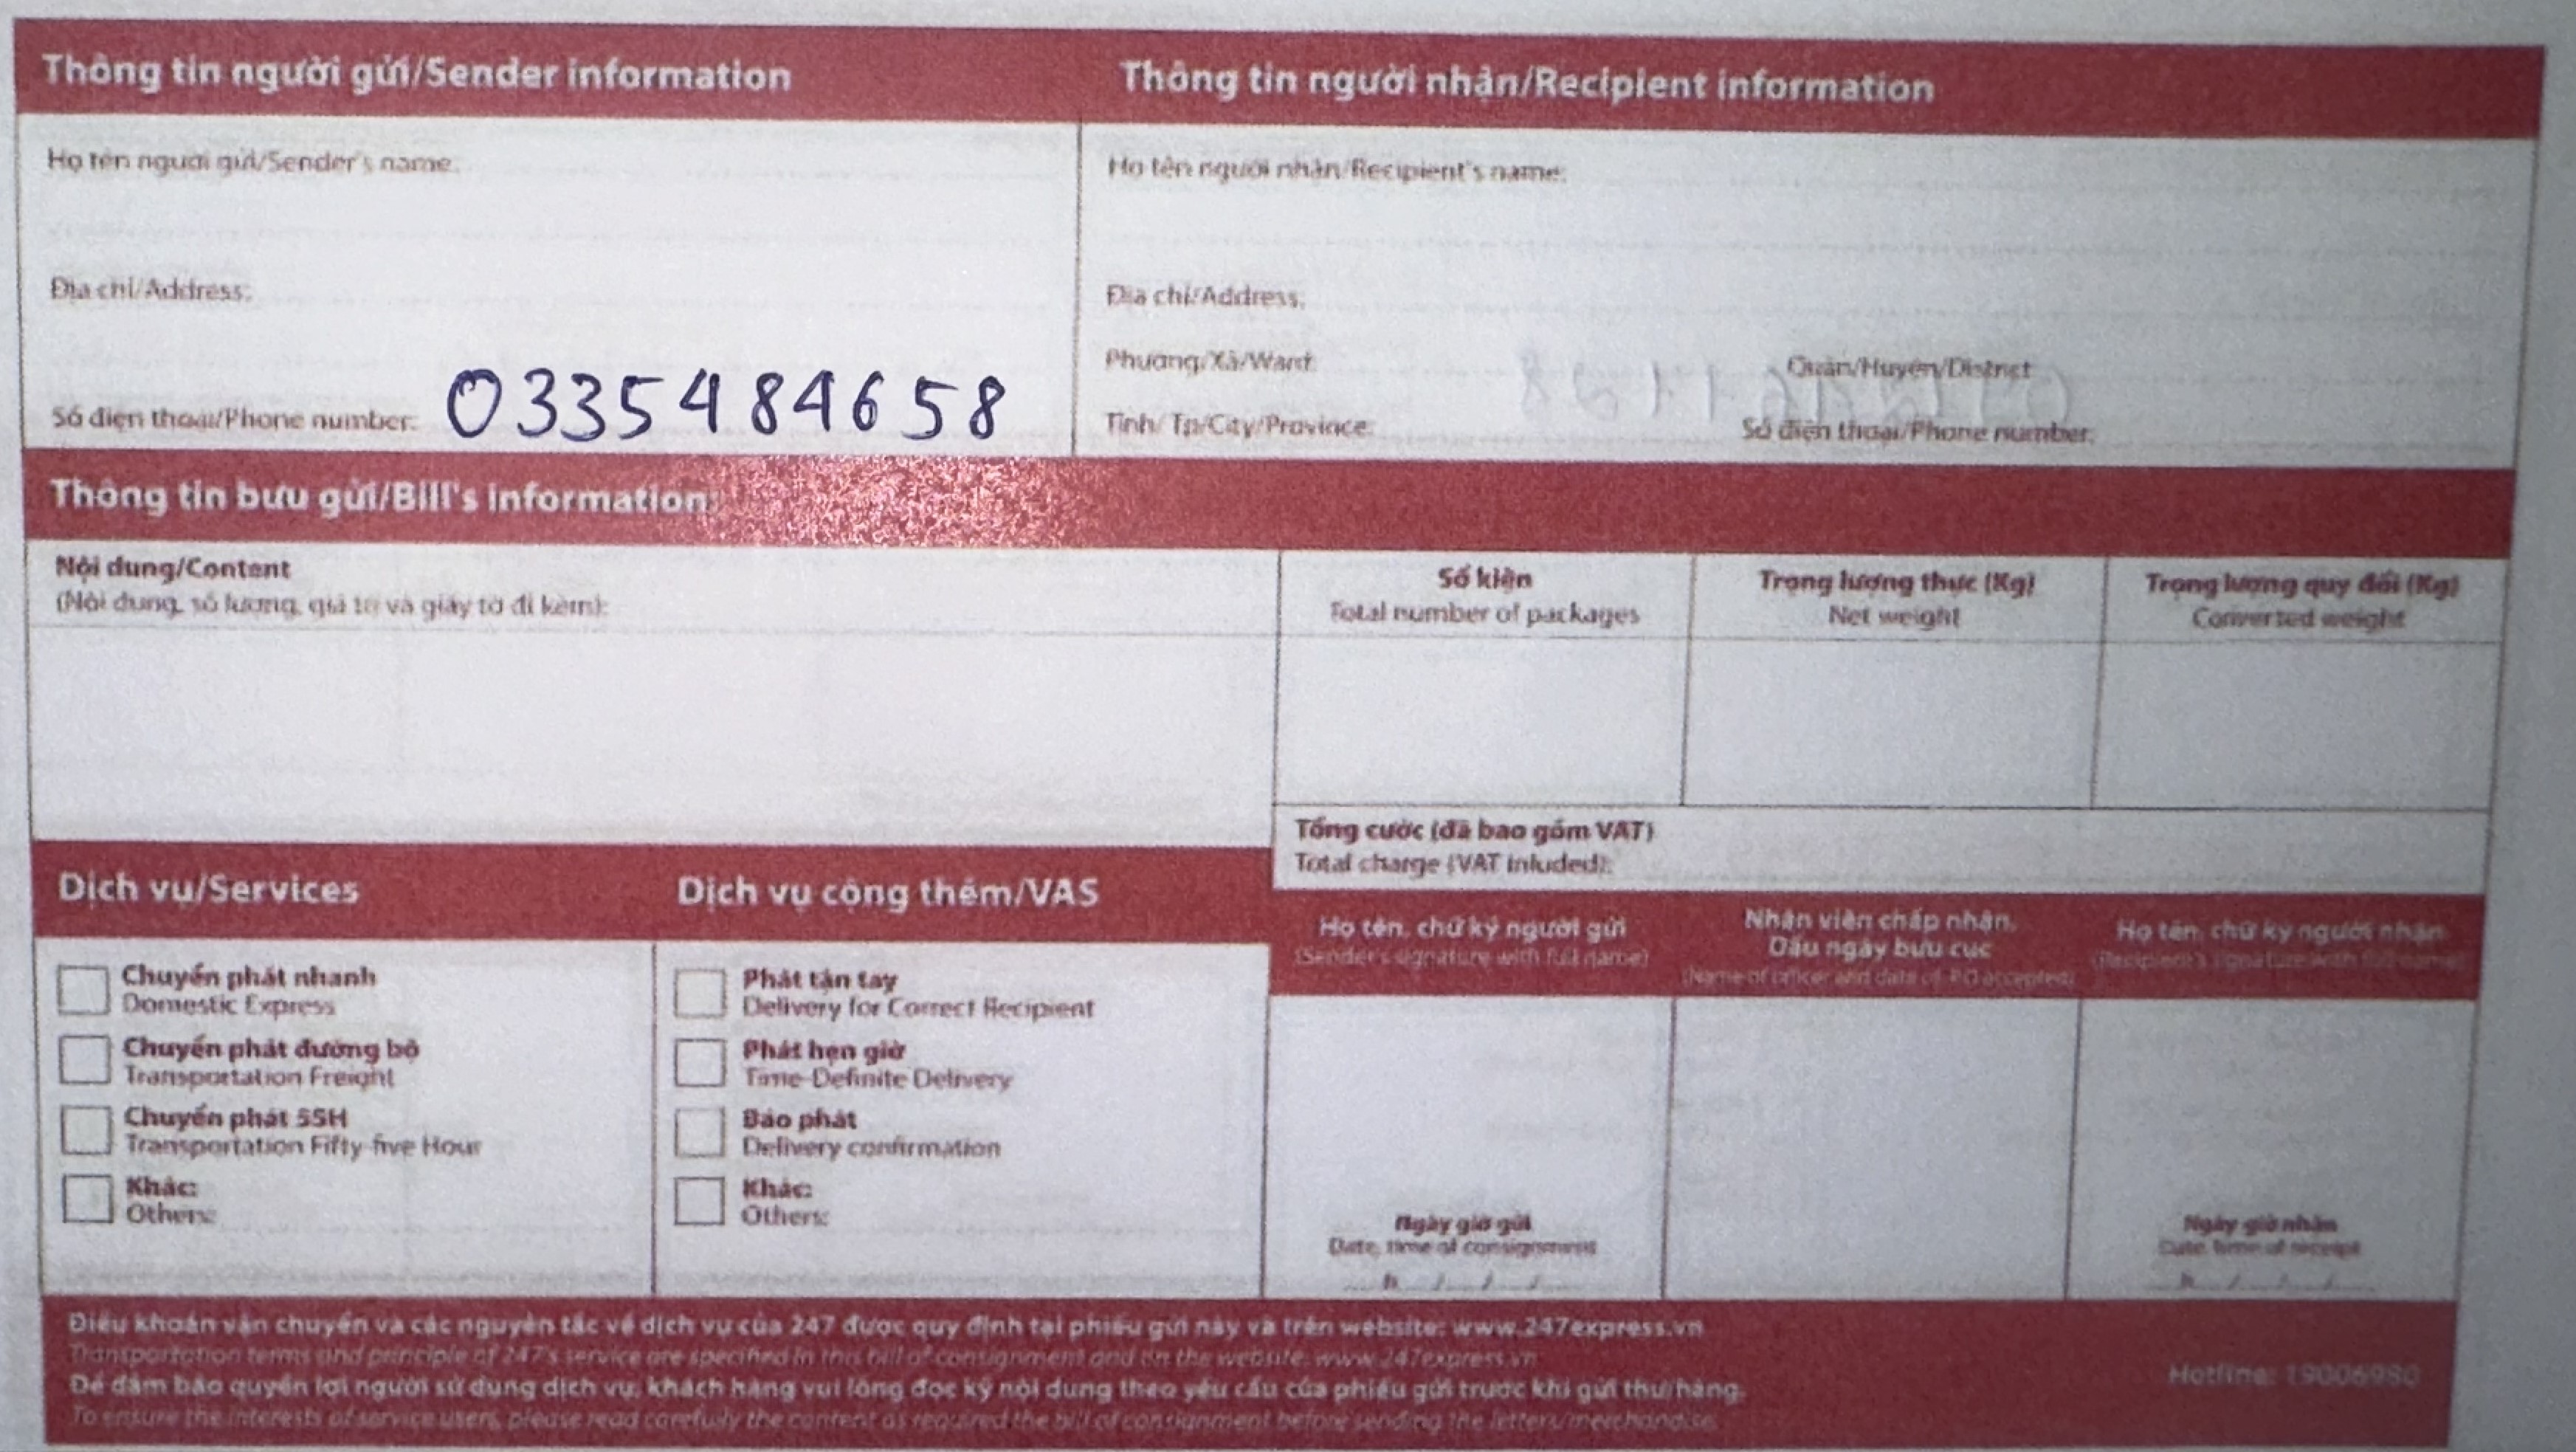 Thông tin người gửi/Sender information
Thông tin người nhận/Recipient information
Họ tên người gửi/Sender's name:
Họ tên người nhận/Recipient's name:
Địa chỉ/Address:
Địa chỉ/Address:
Phường/Xã/Ward:
Quận/Huyện/District
Số điện thoại/Phone number: 0335484658
Tỉnh/ Tp/City/Province:
Số điện thoại/Phone number:
Thông tin bưu gửi/Bill's information:
Nội dung/Content
(Nội dung, số lượng, giá trị và giấy tờ đi kèm):
Số kiện
Total number of packages
Trọng lượng thực (Kg)
Net weight
Trọng lượng quy đổi (Kg)
Converted weight
Tổng cước (đã bao gồm VAT)
Total charge (VAT inluded):
Dịch vụ/Services
Dịch vụ cộng thêm/VAS
Họ tên, chữ ký người gửi
(Sender's signature with full name)
Nhân viên chấp nhận,
Dấu ngày bưu cục
(Name of officer and date of PO accepted)
Họ tên, chữ ký người nhận
(Recipient's signature with full name)
Chuyển phát nhanh
Domestic Express
Chuyển phát đường bộ
Transportation Freight
Chuyển phát 55H
Transportation Fifty-five Hour
Khác:
Others:
Phát tận tay
Delivery for Correct Recipient
Phát hẹn giờ
Time-Definite Delivery
Báo phát
Delivery confirmation
Khác:
Others:
Ngày giờ gửi
Date, time of consignment
h / / /
Ngày giờ nhận
Date, time of receipt
h / / /
Điều khoản vận chuyển và các nguyên tắc về dịch vụ của 247 được quy định tại phiếu gửi này và trên website: www.247express.vn
Transportation terms and principle of 247's service are specified in this bill of consignment and on the website: www.247express.vn
Để đảm bảo quyền lợi người sử dụng dịch vụ, khách hàng vui lòng đọc kỹ nội dung theo yêu cầu của phiếu gửi trước khi gửi thư/hàng.
To ensure the interests of service users, please read carefully the content as required the bill of consignment before sending the letters/merchandise.
Hotline: 19006980